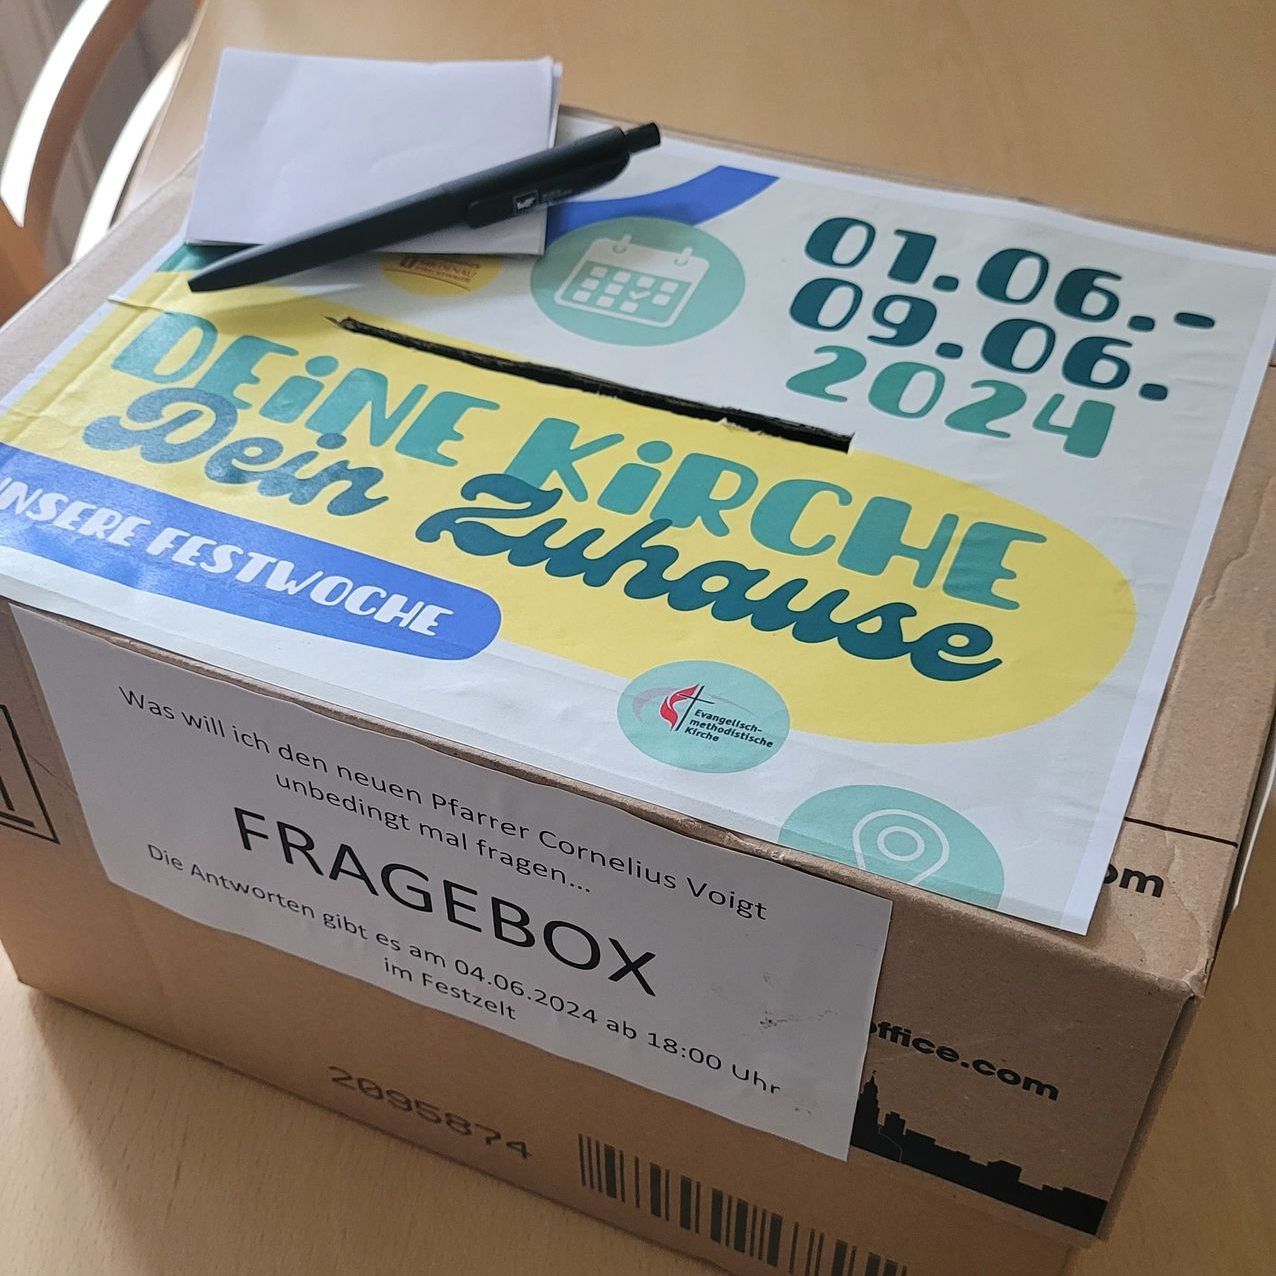 01.06.-
09.06.
2024
DEiNE KiRCHE
Dein Zuhause
UNSERE FESTWOCHE
Evangelisch-
methodistische
Kirche
Was will ich den neuen Pfarrer Cornelius Voigt
unbedingt mal fragen...
FRAGEBOX
Die Antworten gibt es am 04.06.2024 ab 18:00 Uhr
im Festzelt
om
office.com
2095874